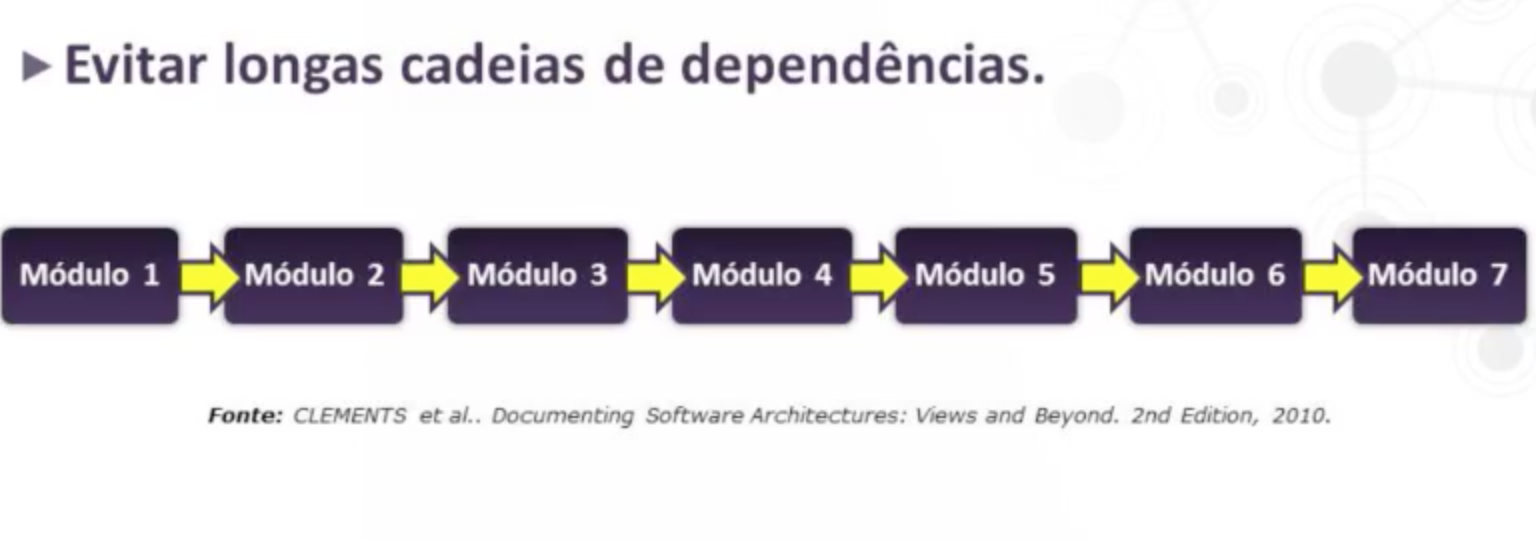 Evitar longas cadeias de dependências.
Módulo 1 Módulo 2 Módulo 3 Módulo 4 Módulo 5 Módulo 6 Módulo 7
Fonte: CLEMENTS et al.. Documenting Software Architectures: Views and Beyond. 2nd Edition, 2010.